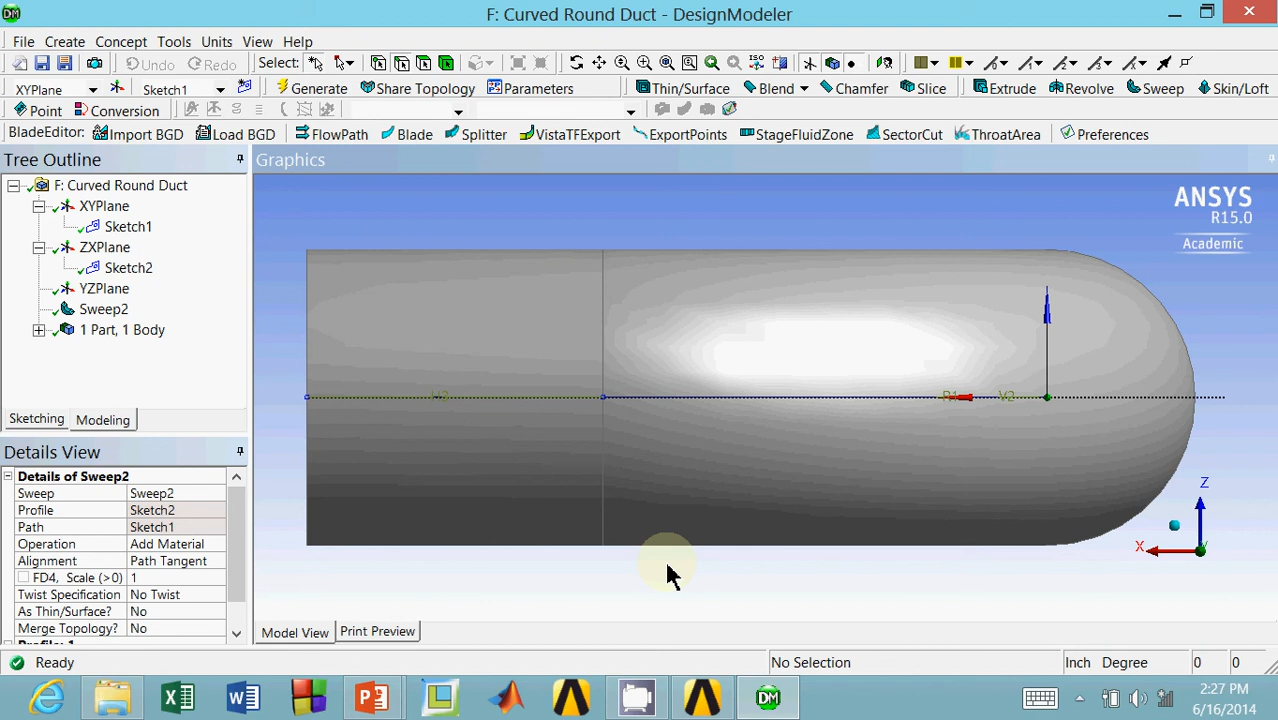 F: Curved Round Duct - DesignModeler
File Create Concept Tools Units View Help
Undo Redo Select:
XYPlane Sketch1 Generate Share Topology Parameters Thin/Surface Blend Chamfer Slice Extrude Revolve Sweep Skin/Loft
Point Conversion
BladeEditor: Import BGD Load BGD FlowPath Blade Splitter VistaTFExport ExportPoints StageFluidZone SectorCut ThroatArea Preferences
Tree Outline
Graphics
F: Curved Round Duct
XYPlane
Sketch1
ZXPlane
Sketch2
YZPlane
Sweep2
1 Part, 1 Body
Sketching Modeling
Details View
Details of Sweep2
Sweep Sweep2
Profile Sketch2
Path Sketch1
Operation Add Material
Alignment Path Tangent
FD4, Scale (>0) 1
Twist Specification No Twist
As Thin/Surface? No
Merge Topology? No
Profile: 1
ANSYS
R15.0
Academic
H3 R1 V2
Z
X Y
Model View Print Preview
Ready No Selection Inch Degree 0 0
2:27 PM
6/16/2014